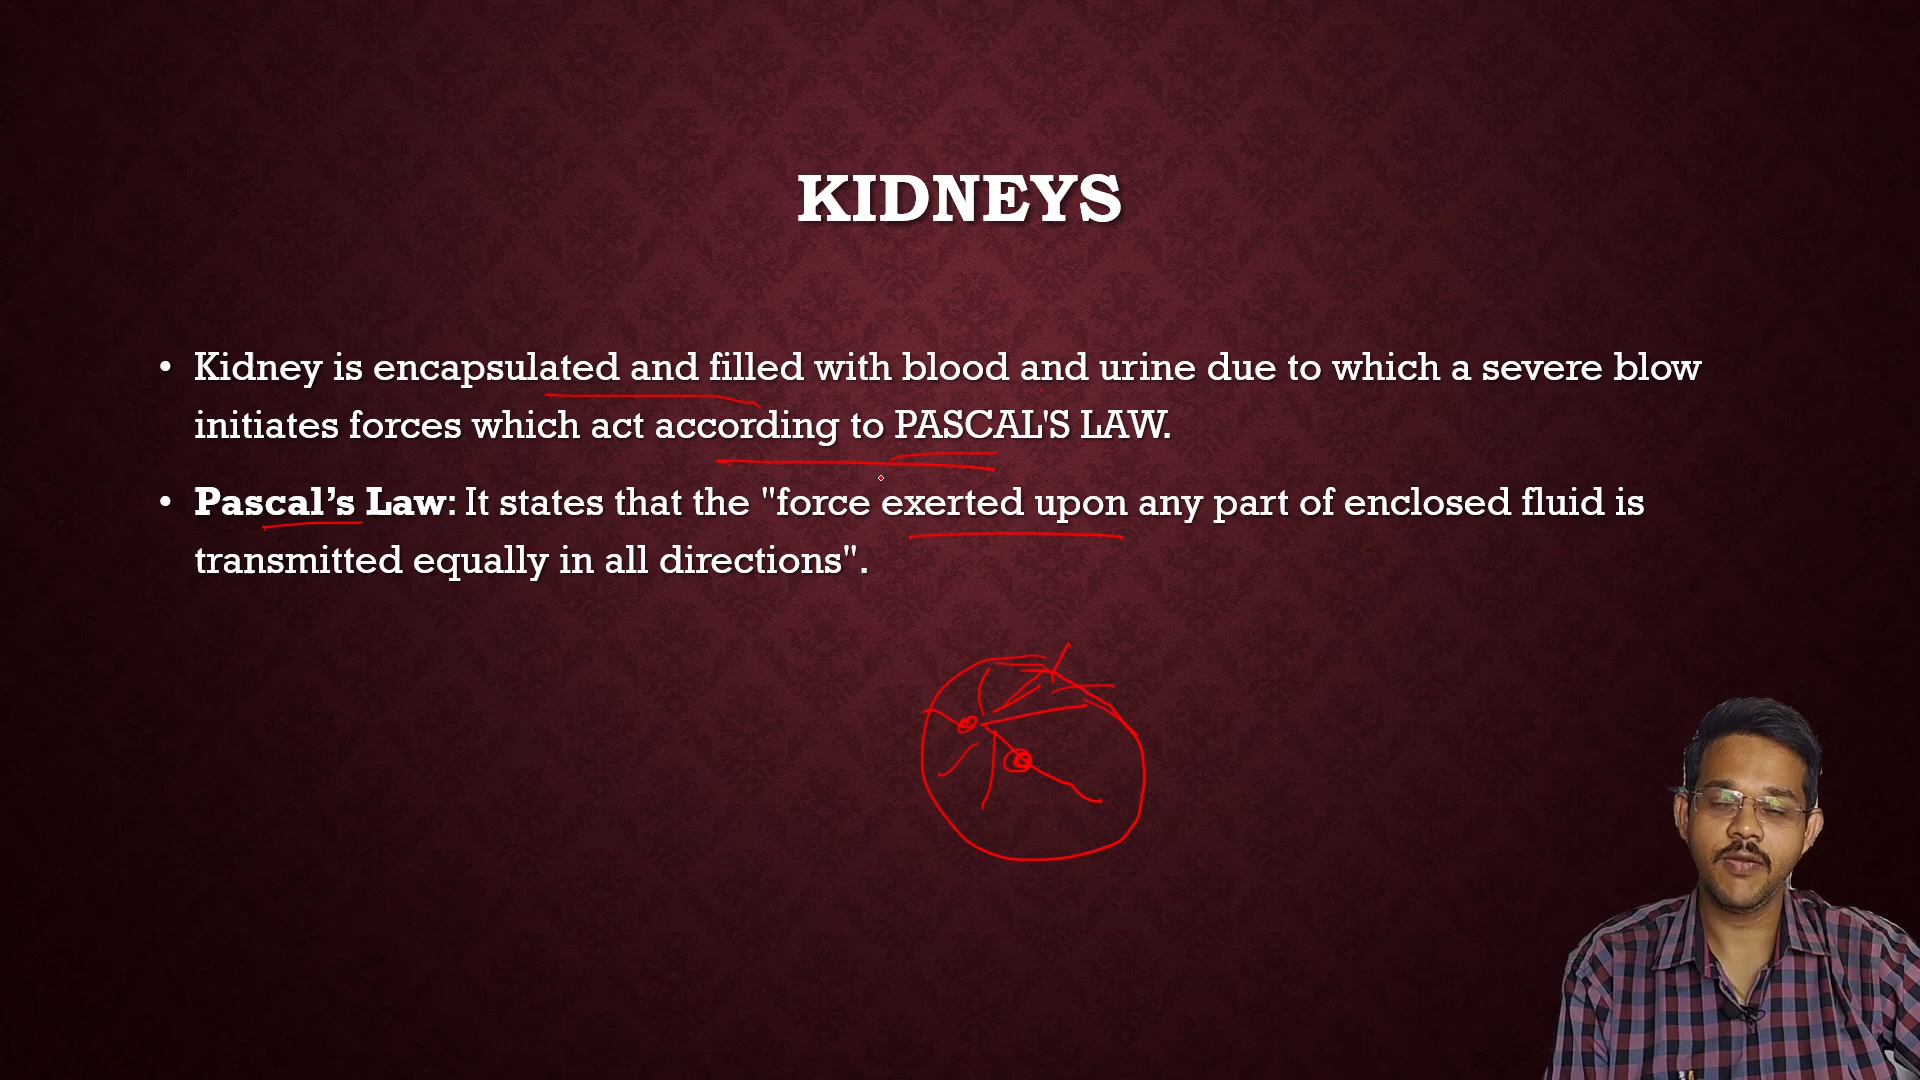 KIDNEYS
• Kidney is encapsulated and filled with blood and urine due to which a severe blow
initiates forces which act according to PASCAL'S LAW.
• Pascal’s Law: It states that the "force exerted upon any part of enclosed fluid is
transmitted equally in all directions".